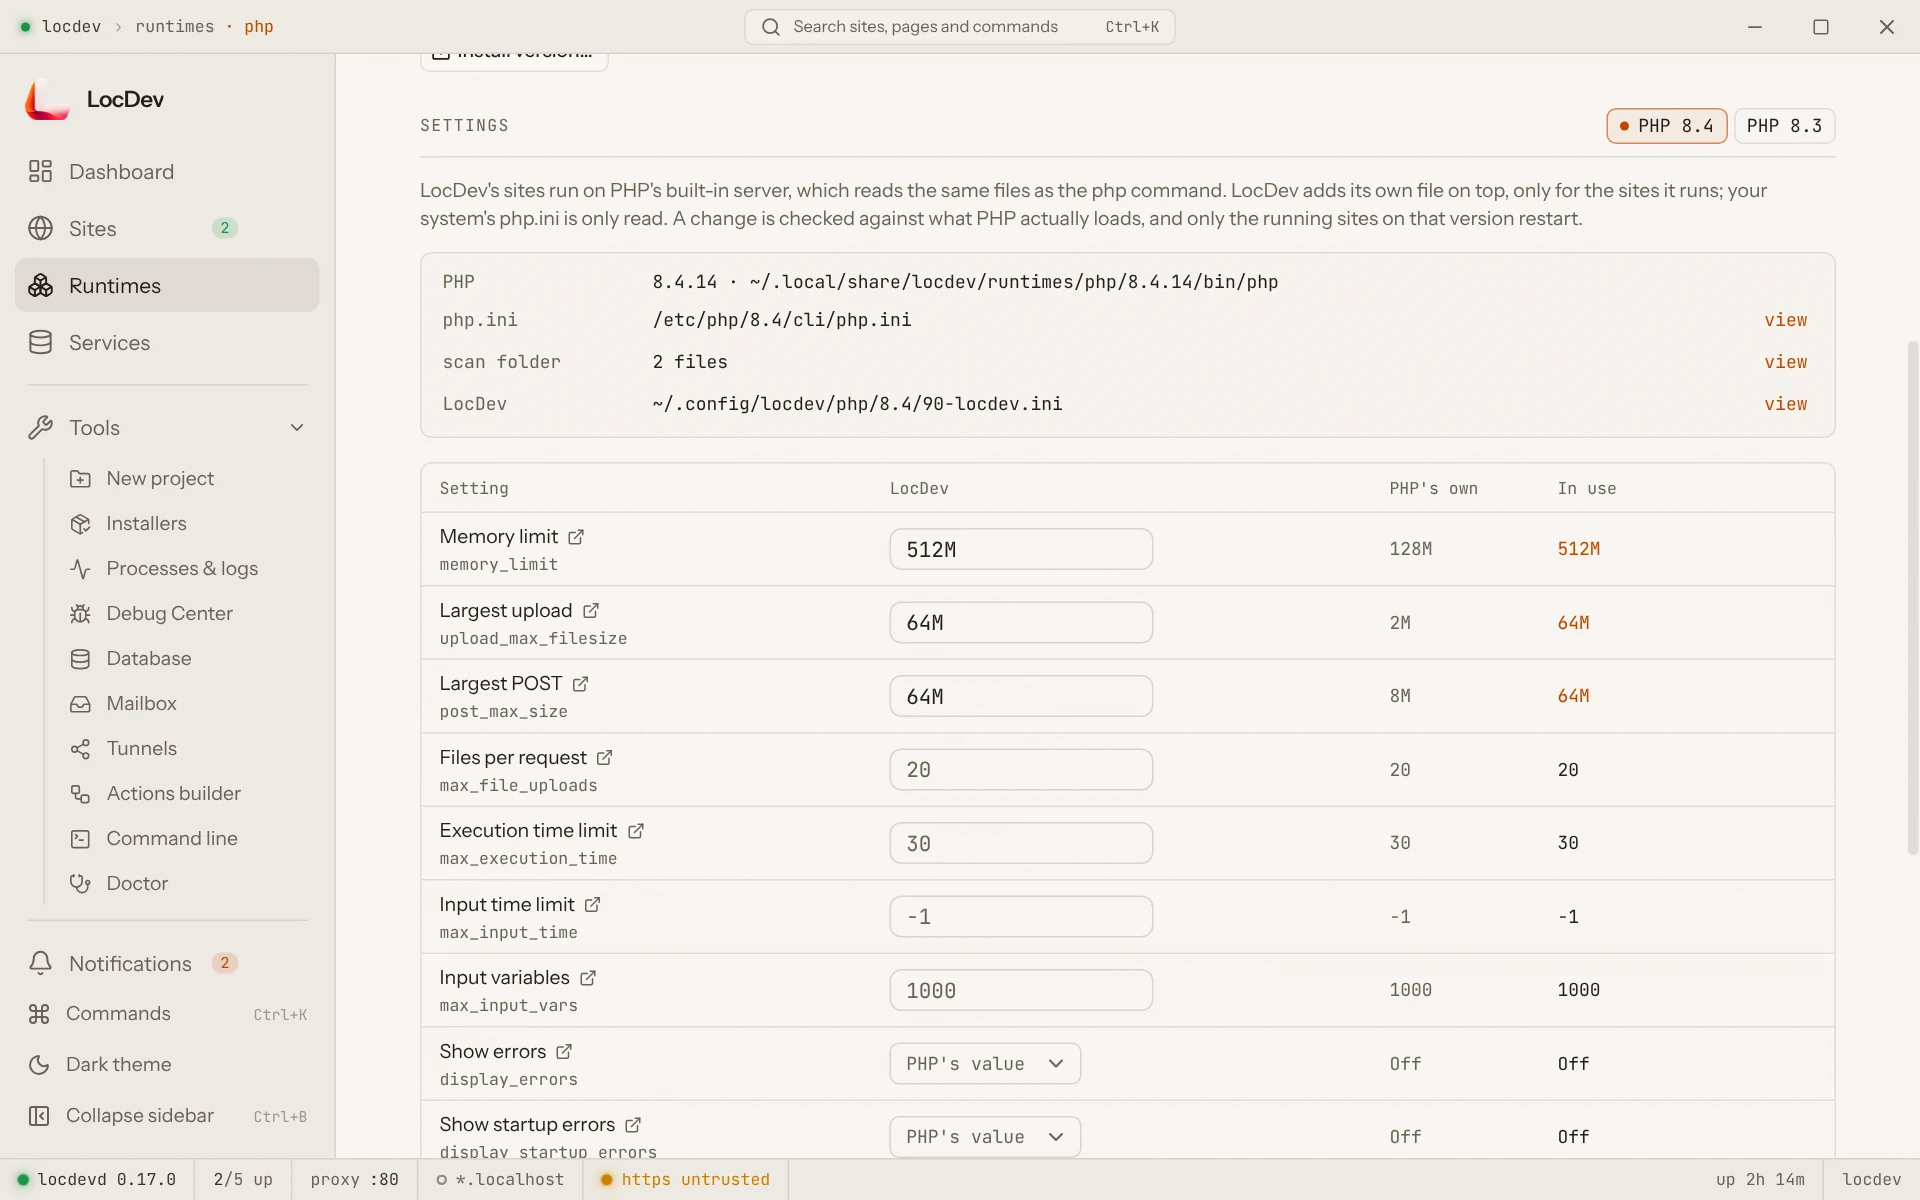 locdev › runtimes · php
Search sites, pages and commands Ctrl+K
LocDev
Dashboard
Sites 2
Runtimes
Services
Tools
New project
Installers
Processes & logs
Debug Center
Database
Mailbox
Tunnels
Actions builder
Command line
Doctor
Notifications 2
Commands Ctrl+K
Dark theme
Collapse sidebar Ctrl+B
Install version...
SETTINGS
PHP 8.4 PHP 8.3
LocDev's sites run on PHP's built-in server, which reads the same files as the php command. LocDev adds its own file on top, only for the sites it runs; your
system's php.ini is only read. A change is checked against what PHP actually loads, and only the running sites on that version restart.
PHP 8.4.14 · ~/.local/share/locdev/runtimes/php/8.4.14/bin/php
php.ini /etc/php/8.4/cli/php.ini view
scan folder 2 files view
LocDev ~/.config/locdev/php/8.4/90-locdev.ini view
Setting LocDev PHP's own In use
Memory limit
memory_limit
512M 128M 512M
Largest upload
upload_max_filesize
64M 2M 64M
Largest POST
post_max_size
64M 8M 64M
Files per request
max_file_uploads
20 20 20
Execution time limit
max_execution_time
30 30 30
Input time limit
max_input_time
-1 -1 -1
Input variables
max_input_vars
1000 1000 1000
Show errors
display_errors
PHP's value Off Off
Show startup errors
display_startup_errors
PHP's value Off Off
locdevd 0.17.0 2/5 up proxy :80 *.localhost https untrusted up 2h 14m locdev